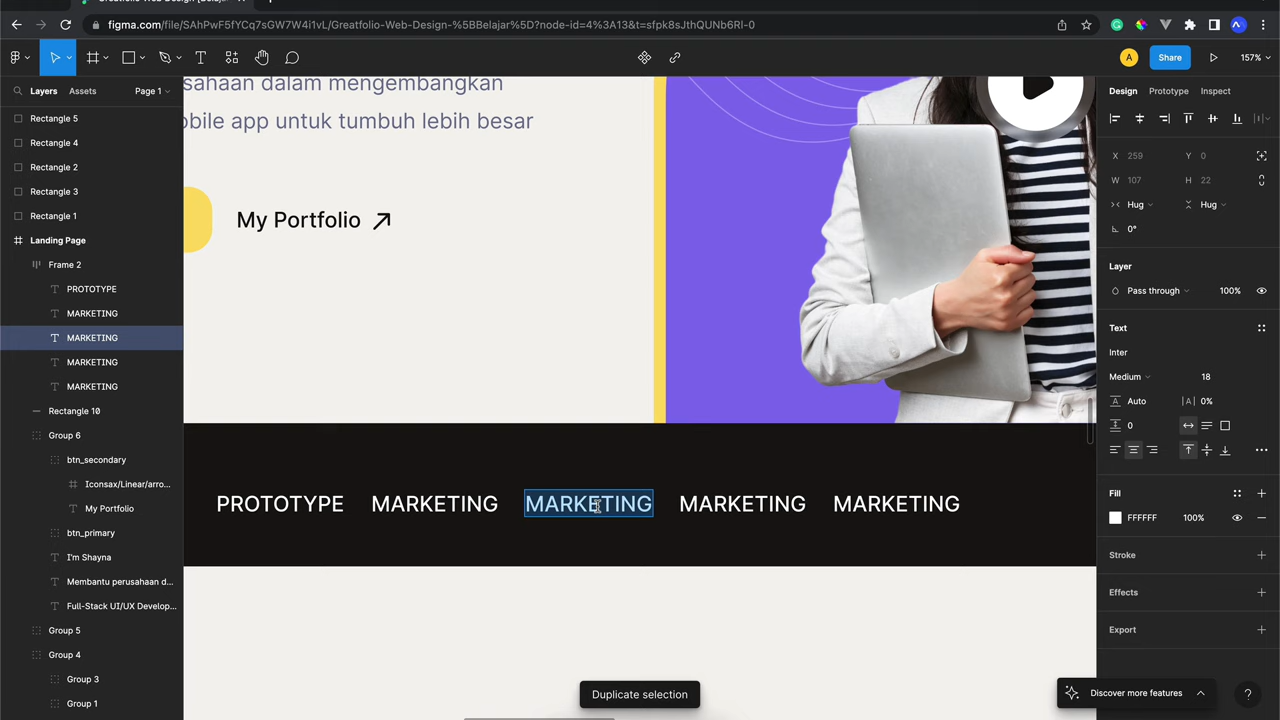 figma.com/file/SAHpwF5fYCq7sGW7W4i1vL/Greatfolio-Web-Design-%5BBelajar%5D?node-id=4%3A13&t=sfpk8sJthQUNb6Rl-0
Share
157%
Layers
Assets
Page 1
Rectangle 5
Rectangle 4
Rectangle 2
Rectangle 3
Rectangle 1
Landing Page
Frame 2
PROTOTYPE
MARKETING
MARKETING
MARKETING
MARKETING
Rectangle 10
Group 6
btn_secondary
Iconsax/Linear/arro...
My Portfolio
btn_primary
I'm Shayna
Membantu perusahaan d...
Full-Stack UI/UX Develop...
Group 5
Group 4
Group 3
Group 1
sahaan dalam mengembangkan
obile app untuk tumbuh lebih besar
My Portfolio
PROTOTYPE MARKETING MARKETING MARKETING MARKETING
Duplicate selection
Design
Prototype
Inspect
X 259
Y 0
W 107
H 22
Hug
Hug
0°
Layer
Pass through
100%
Text
Inter
Medium
18
Auto
0%
0
Fill
FFFFFF
100%
Stroke
Effects
Export
Discover more features
?